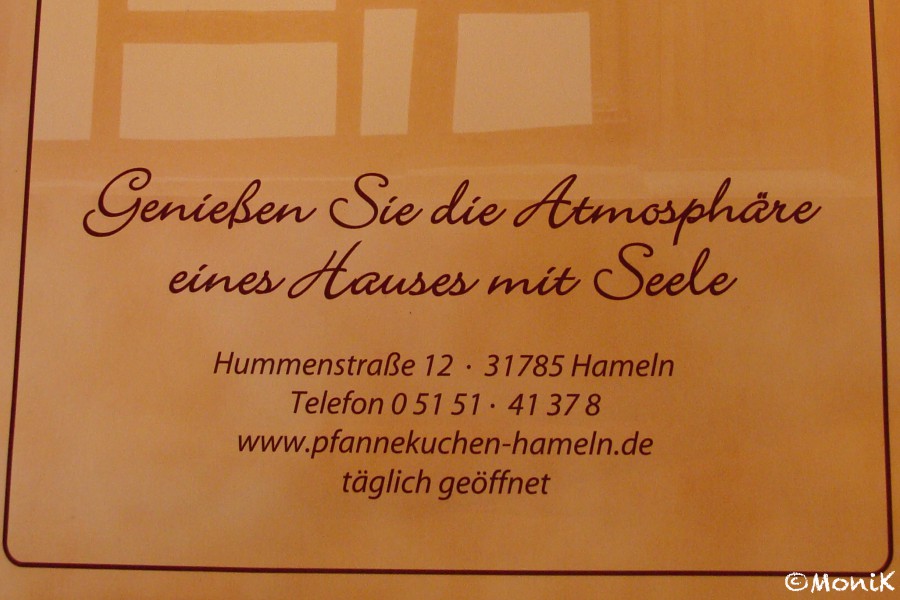 Genießen Sie die Atmosphäre
eines Hauses mit Seele
Hummenstraße 12 · 31785 Hameln
Telefon 0 51 51 · 41 37 8
www.pfannekuchen-hameln.de
täglich geöffnet
©MoniK